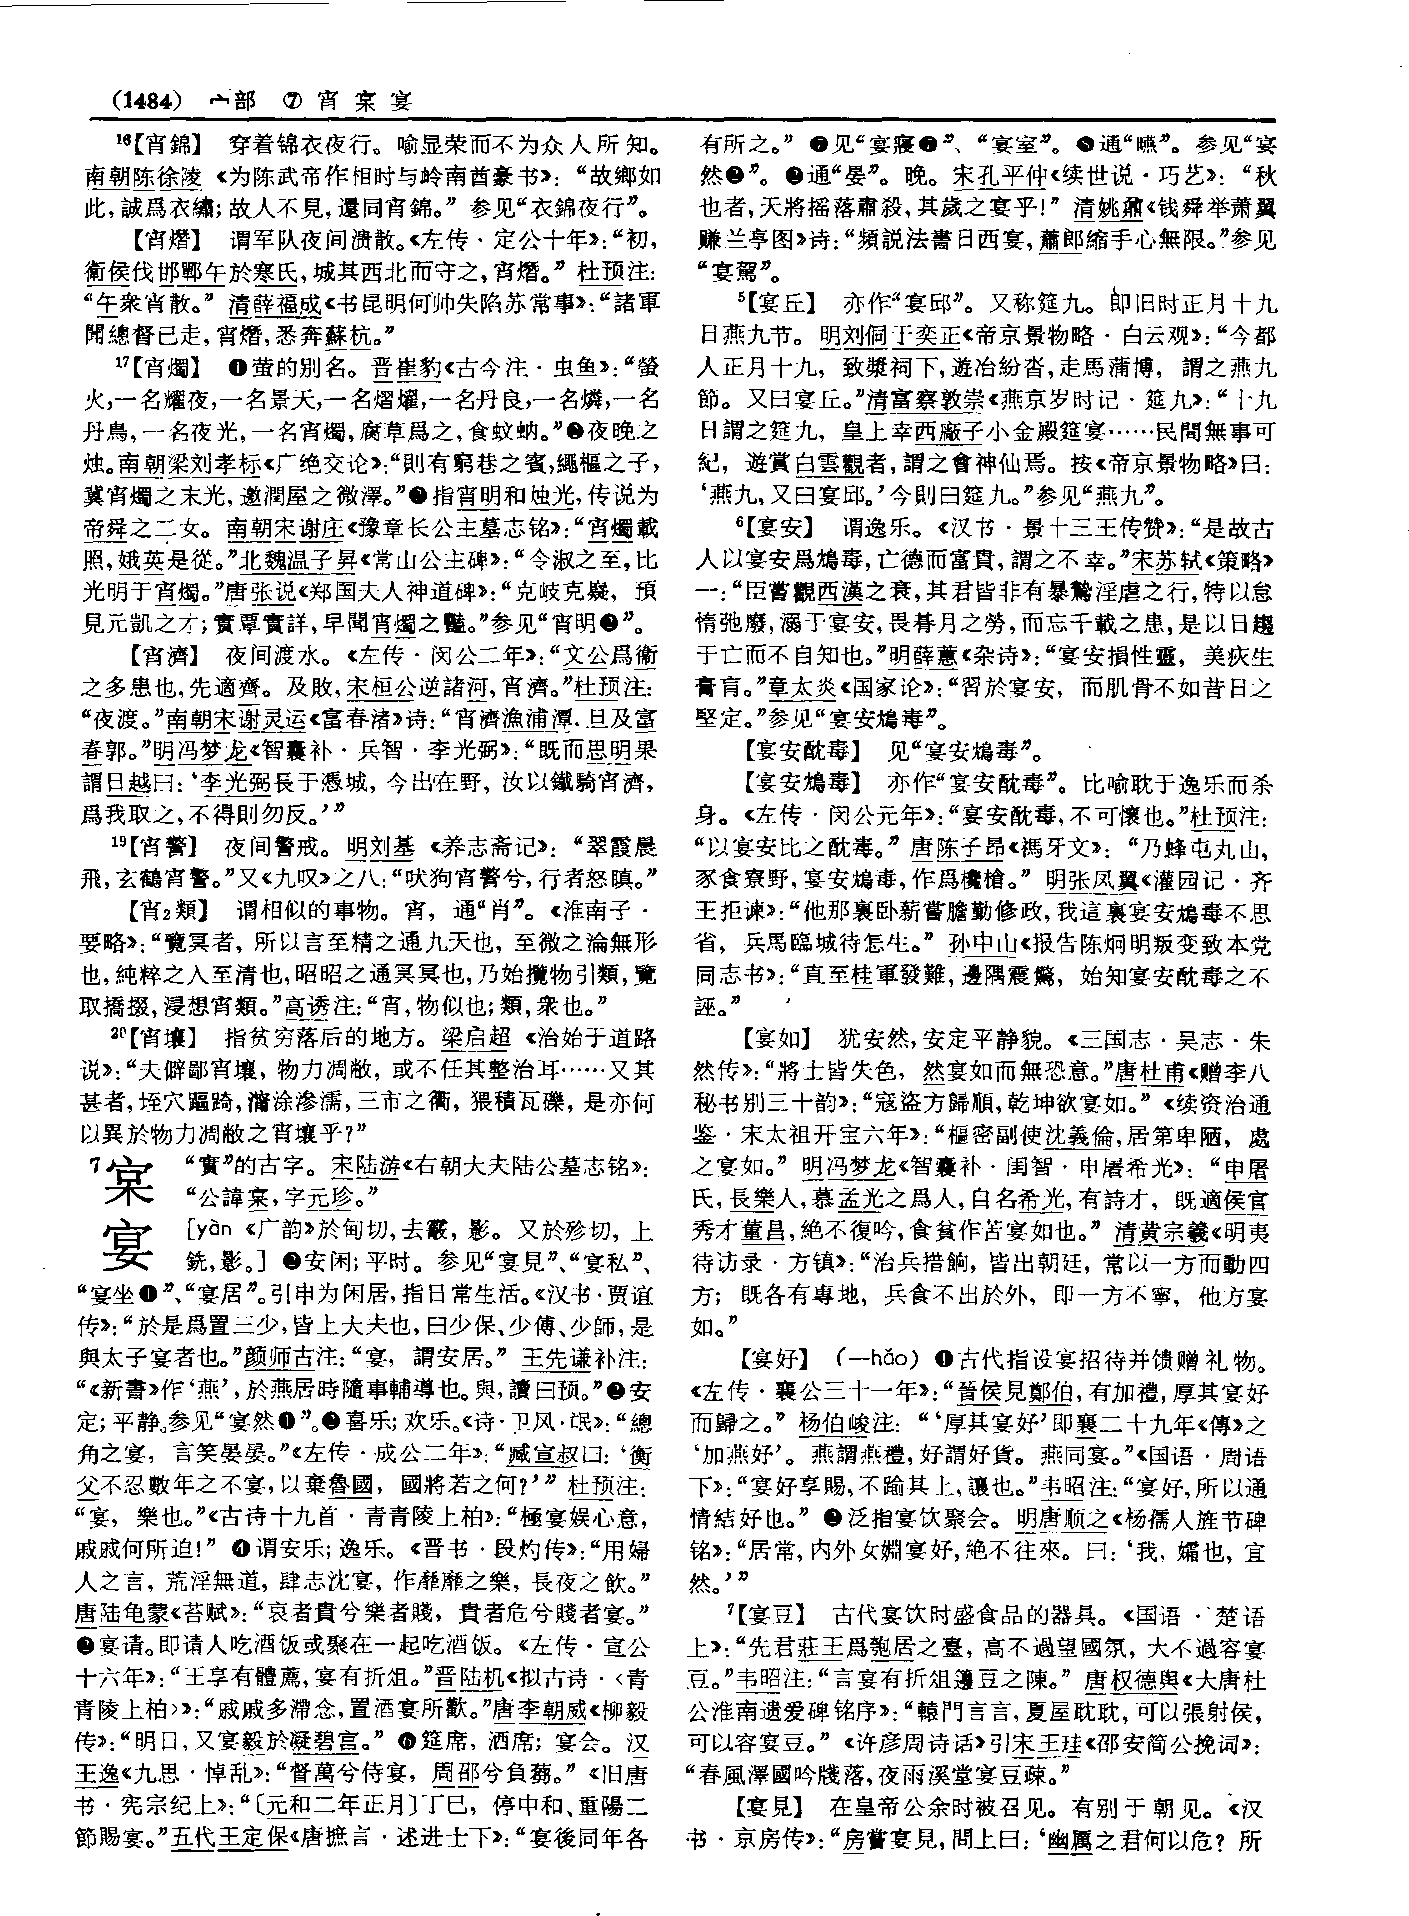 (1484) 宀部 ⑦ 宵 宲 宴
16【宵錦】 穿着锦衣夜行。喻显荣而不为众人所知。
南朝陈徐陵《为陈武帝作相时与岭南酋豪书》：“故鄉如
此，誠爲衣繡；故人不見，還同宵錦。”参见“衣錦夜行”。
【宵熸】 谓军队夜间溃散。《左传·定公十年》：“初，
衞侯伐邯鄲午於寒氏，城其西北而守之，宵熸。”杜预注：
“午衆宵散。”清薛福成《书昆明何帅失陷苏常事》：“諸軍
聞總督已走，宵熸，悉奔蘇杭。”
17【宵燭】 ❶萤的别名。晋崔豹《古今注·虫鱼》：“螢
火，一名耀夜，一名景天，一名熠燿，一名丹良，一名燐，一名
丹鳥，一名夜光，一名宵燭，腐草爲之，食蚊蚋。”❷夜晚之
烛。南朝梁刘孝标《广绝交论》：“則有窮巷之賓，繩樞之子，
冀宵燭之末光，邀潤屋之微澤。”❸指宵明和烛光，传说为
帝舜之二女。南朝宋谢庄《豫章长公主墓志铭》：“宵燭載
照，娥英是從。”北魏温子昇《常山公主碑》：“令淑之至，比
光明于宵燭。”唐张说《郑国夫人神道碑》：“克岐克嶷，預
見元凱之才；實覃實訏，早聞宵燭之豔。”参见“宵明❷”。
【宵濟】 夜间渡水。《左传·闵公二年》：“文公爲衞
之多患也，先適齊。及敗，宋桓公逆諸河，宵濟。”杜预注：
“夜渡。”南朝宋谢灵运《富春渚》诗：“宵濟漁浦潭，旦及富
春郭。”明冯梦龙《智囊补·兵智·李光弼》：“既而思明果
謂日越曰：‘李光弼長于憑城，今出在野，汝以鐵騎宵濟，
爲我取之，不得則勿反。’”
19【宵警】 夜间警戒。明刘基《养志斋记》：“翠霞晨
飛，玄鶴宵警。”又《九叹》之八：“吠狗宵警兮，行者怒瞋。”
【宵2類】 谓相似的事物。宵，通“肖”。《淮南子·
要略》：“覽冥者，所以言至精之通九天也，至微之淪無形
也，純粹之入至清也，昭昭之通冥冥也，乃始攬物引類，覽
取撟掇，浸想宵類。”高诱注：“宵，物似也；類，衆也。”
20【宵壤】 指贫穷落后的地方。梁启超《治始于道路
说》：“夫僻鄙宵壤，物力凋敝，或不任其整治耳……又其
甚者，垤穴蹈踦，潴涂渗濡，三市之衢，猥積瓦礫，是亦何
以異於物力凋敝之宵壤乎？”
7宲 “實”的古字。宋陆游《右朝大夫陆公墓志铭》：
“公諱宲，字元珍。”
宴 [yàn 《广韵》於甸切，去霰，影。又於殄切，上
銑，影。] ❶安闲；平时。参见“宴見”、“宴私”、
“宴坐❶”、“宴居”。引申为闲居，指日常生活。《汉书·贾谊
传》：“於是爲置三少，皆上大夫也，曰少保、少傅、少師，是
與太子宴者也。”颜师古注：“宴，謂安居。”王先谦补注：
“《新書》作‘燕’，於燕居時隨事輔導也。與，讀曰预。”❷安
定；平静。参见“宴然❶”。❸喜乐；欢乐。《诗·卫风·氓》：“總
角之宴，言笑晏晏。”《左传·成公二年》：“臧宣叔曰：‘衡
父不忍數年之不宴，以棄魯國，國將若之何？’”杜预注：
“宴，樂也。”《古诗十九首·青青陵上柏》：“極宴娱心意，
戚戚何所迫！”❹谓安乐；逸乐。《晋书·段灼传》：“用婦
人之言，荒淫無道，肆志沈宴，作靡靡之樂，長夜之飲。”
唐陆龟蒙《苔赋》：“哀者貴兮樂者賤，貴者危兮賤者宴。”
❺宴请。即请人吃酒饭或聚在一起吃酒饭。《左传·宣公
十六年》：“王享有體薦，宴有折俎。”晋陆机《拟古诗·〈青
青陵上柏〉》：“戚戚多滯念，置酒宴所歡。”唐李朝威《柳毅
传》：“明日，又宴毅於凝碧宫。”❻筵席，酒席；宴会。汉
王逸《九思·悼乱》：“督萬兮侍宴，周邵兮負芻。”《旧唐
书·宪宗纪上》：“〔元和二年正月〕丁巳，停中和、重陽二
節賜宴。”五代王定保《唐摭言·述进士下》：“宴後同年各
有所之。”❼见“宴寢❶”、“宴室”。❽通“曣”。参见“宴
然❷”。❾通“晏”。晚。宋孔平仲《续世说·巧艺》：“秋
也者，天將摇落肅殺，其歲之宴乎！”清姚鼐《钱舜举萧翼
赚兰亭图》诗：“頻説法書日西宴，蕭郎縮手心無限。”参见
“宴駕”。
5【宴丘】 亦作“宴邱”。又称筵九。即旧时正月十九
日燕九节。明刘侗于奕正《帝京景物略·白云观》：“今都
人正月十九，致漿祠下，遊冶紛沓，走馬蒲博，謂之燕九
節。又曰宴丘。”清富察敦崇《燕京岁时记·筵九》：“十九
日謂之筵九，皇上幸西廠子小金殿筵宴……民間無事可
紀，遊賞白雲觀者，謂之會神仙焉。按《帝京景物略》曰：
‘燕九，又曰宴邱。’今則曰筵九。”参见“燕九”。
6【宴安】 谓逸乐。《汉书·景十三王传赞》：“是故古
人以宴安爲鴆毒，亡德而富貴，謂之不幸。”宋苏轼《策略》
一：“臣嘗觀西漢之衰，其君皆非有暴鷙淫虐之行，特以怠
惰弛廢，溺于宴安，畏朞月之勞，而忘千載之患，是以日趨
于亡而不自知也。”明薛蕙《杂诗》：“宴安損性靈，美疢生
膏肓。”章太炎《国家论》：“習於宴安，而肌骨不如昔日之
堅定。”参见“宴安鴆毒”。
【宴安酖毒】 见“宴安鴆毒”。
【宴安鴆毒】 亦作“宴安酖毒”。比喻耽于逸乐而杀
身。《左传·闵公元年》：“宴安酖毒，不可懷也。”杜预注：
“以宴安比之酖毒。”唐陈子昂《禡牙文》：“乃蜂屯丸山，
豕食寮野，宴安鴆毒，作爲欃槍。”明张凤翼《灌园记·齐
王拒谏》：“他那裏卧薪嘗膽勤修政，我這裏宴安鴆毒不思
省，兵馬臨城待怎生。”孙中山《报告陈炯明叛变致本党
同志书》：“直至桂軍發難，邊隅震驚，始知宴安酖毒之不
誣。”
【宴如】 犹安然，安定平静貌。《三国志·吴志·朱
然传》：“將士皆失色，然宴如而無恐意。”唐杜甫《赠李八
秘书别三十韵》：“寇盜方歸順，乾坤欲宴如。”《续资治通
鉴·宋太祖开宝六年》：“樞密副使沈義倫，居第卑陋，處
之宴如。”明冯梦龙《智囊补·闺智·申屠希光》：“申屠
氏，長樂人，慕孟光之爲人，自名希光，有詩才，既適侯官
秀才董昌，絶不復吟，食貧作苦宴如也。”清黄宗羲《明夷
待访录·方镇》：“治兵措餉，皆出朝廷，常以一方而動四
方；既各有專地，兵食不出於外，即一方不寧，他方宴
如。”
【宴好】 （—hǎo）❶古代指设宴招待并馈赠礼物。
《左传·襄公三十一年》：“晉侯見鄭伯，有加禮，厚其宴好
而歸之。”杨伯峻注：“‘厚其宴好’即襄二十九年《傳》之
‘加燕好’。燕謂燕禮，好謂好貨。燕同宴。”《国语·周语
下》：“宴好享賜，不踰其上，讓也。”韦昭注：“宴好，所以通
情結好也。”❷泛指宴饮聚会。明唐顺之《杨孺人旌节碑
铭》：“居常，内外女婣宴好，絶不往來。曰：‘我，孀也，宜
然。’”
7【宴豆】 古代宴饮时盛食品的器具。《国语·楚语
上》：“先君莊王爲匏居之臺，高不過望國氛，大不過容宴
豆。”韦昭注：“言宴有折俎籩豆之陳。”唐权德舆《大唐杜
公淮南遗爱碑铭序》：“轅門言言，夏屋耽耽，可以張射侯，
可以容宴豆。”《许彦周诗话》引宋王珪《邵安简公挽词》：
“春風澤國吟牋落，夜雨溪堂宴豆疎。”
【宴見】 在皇帝公余时被召见。有别于朝见。《汉
书·京房传》：“房嘗宴見，問上曰：‘幽厲之君何以危？所